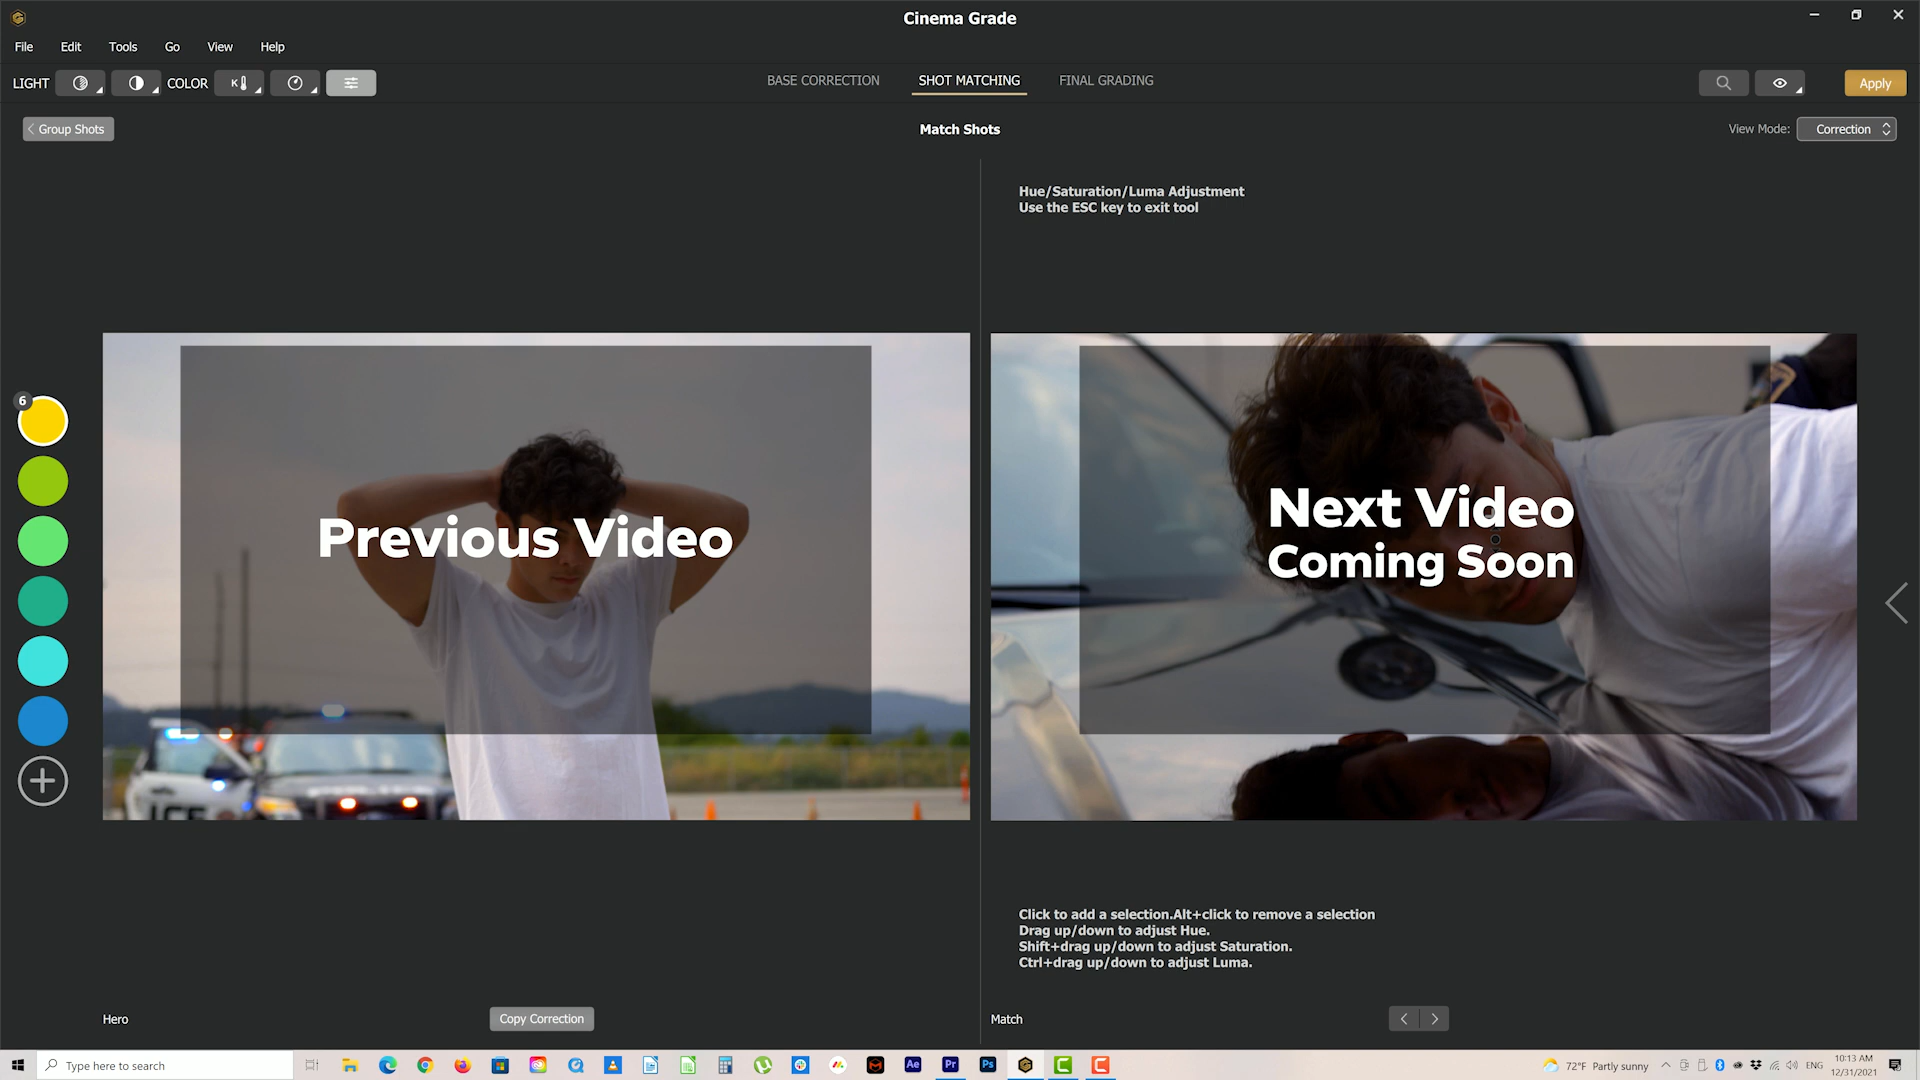 Cinema Grade
File Edit Tools Go View Help
LIGHT COLOR K BASE CORRECTION SHOT MATCHING FINAL GRADING Apply
Group Shots Match Shots View Mode: Correction
Hue/Saturation/Luma Adjustment
Use the ESC key to exit tool
6
Previous Video
Next Video
Coming Soon
Click to add a selection.Alt+click to remove a selection
Drag up/down to adjust Hue.
Shift+drag up/down to adjust Saturation.
Ctrl+drag up/down to adjust Luma.
Hero Copy Correction Match
Type here to search Ae Pr Ps 72°F Partly sunny ENG 10:13 AM
12/31/2021